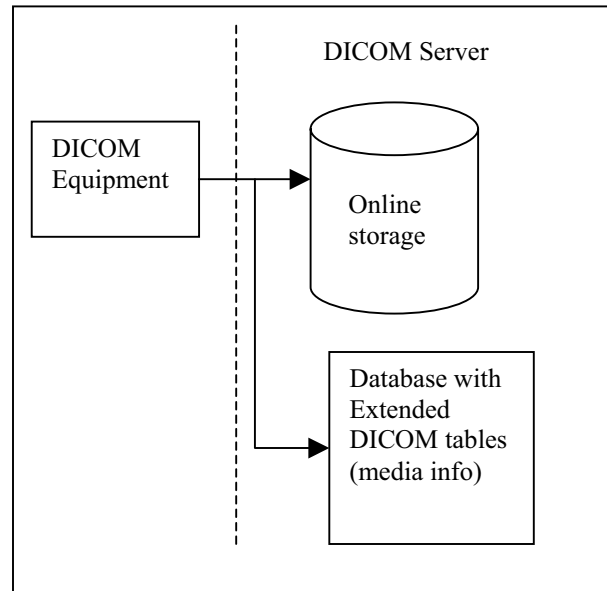 DICOM Server
DICOM
Equipment
Online
storage
Database with
Extended
DICOM tables
(media info)